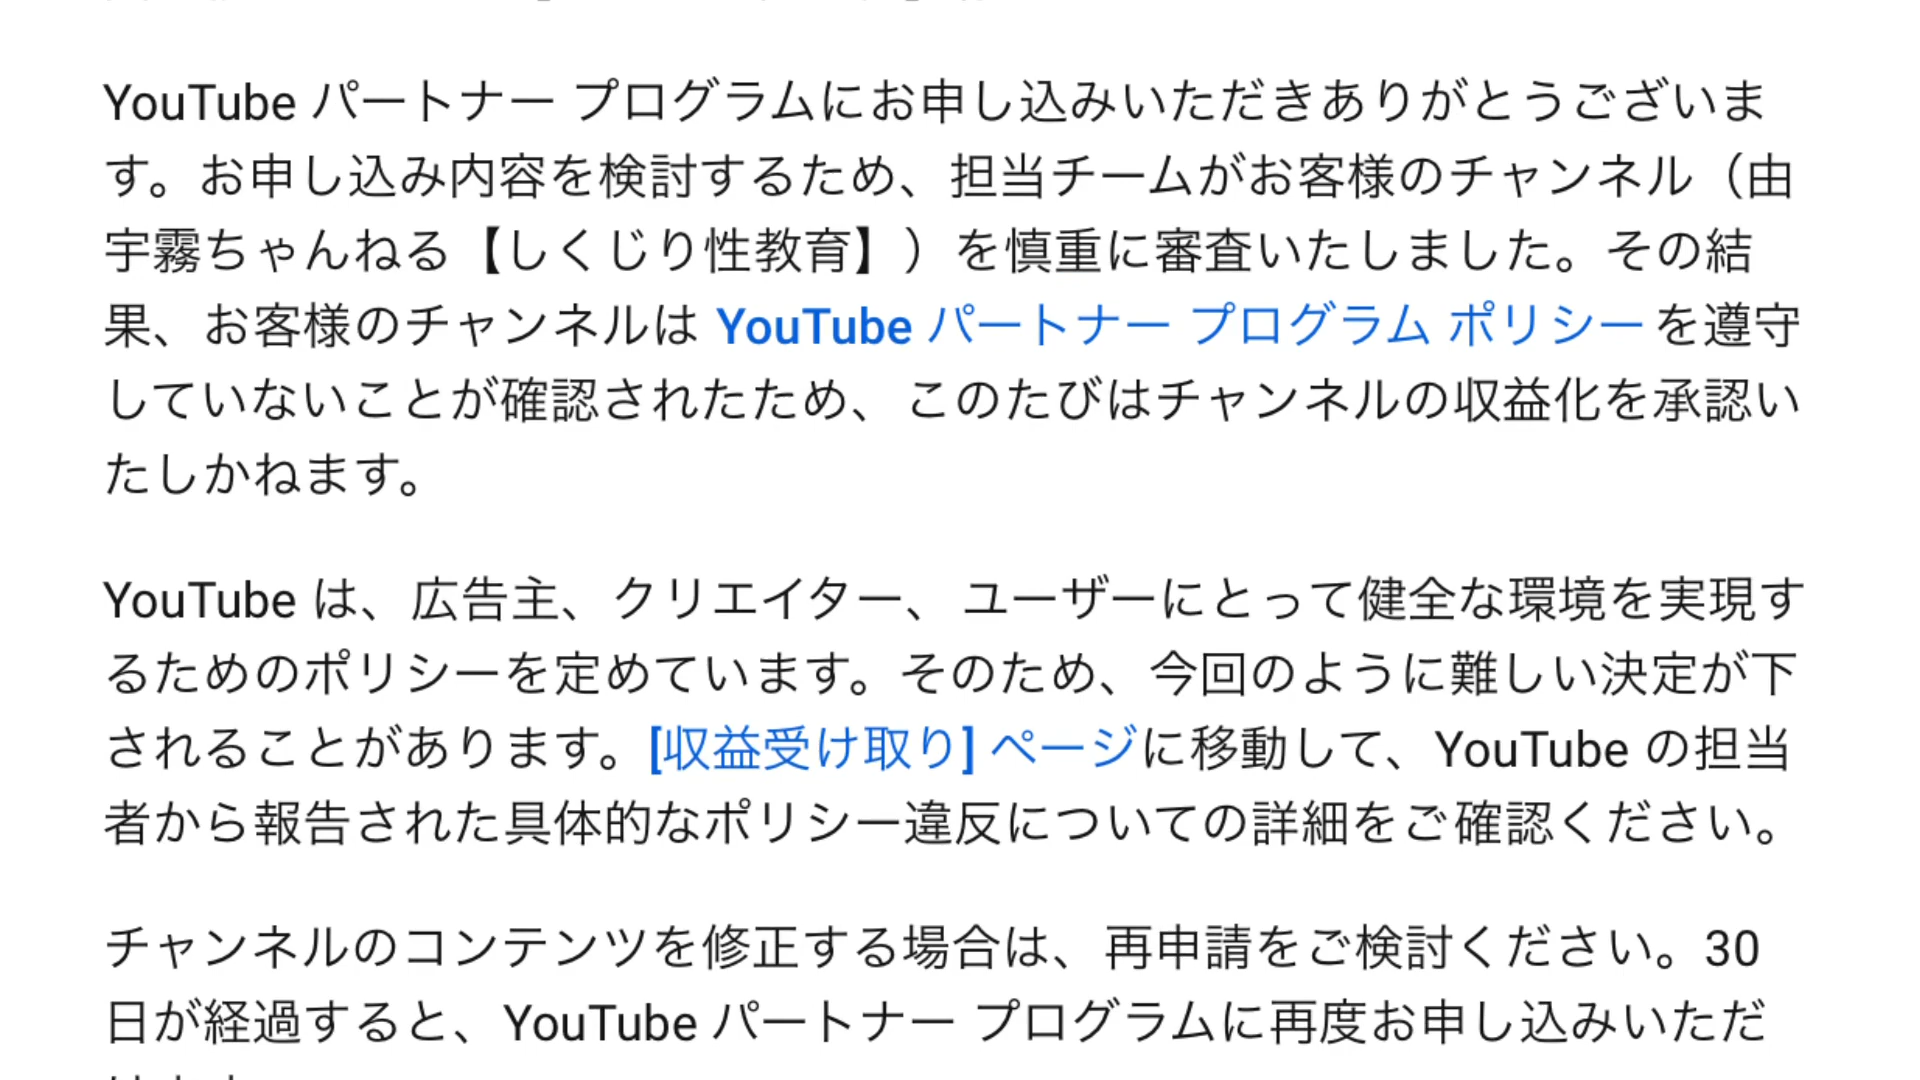 YouTube パートナー プログラムにお申し込みいただきありがとうございま
す。お申し込み内容を検討するため、担当チームがお客様のチャンネル（由
宇霧ちゃんねる【しくじり性教育】）を慎重に審査いたしました。その結
果、お客様のチャンネルは YouTube パートナー プログラム ポリシーを遵守
していないことが確認されたため、このたびはチャンネルの収益化を承認い
たしかねます。
YouTube は、広告主、クリエイター、 ユーザーにとって健全な環境を実現す
るためのポリシーを定めています。そのため、今回のように難しい決定が下
されることがあります。[収益受け取り] ページに移動して、YouTube の担当
者から報告された具体的なポリシー違反についての詳細をご確認ください。
チャンネルのコンテンツを修正する場合は、再申請をご検討ください。30
日が経過すると、YouTube パートナー プログラムに再度お申し込みいただ